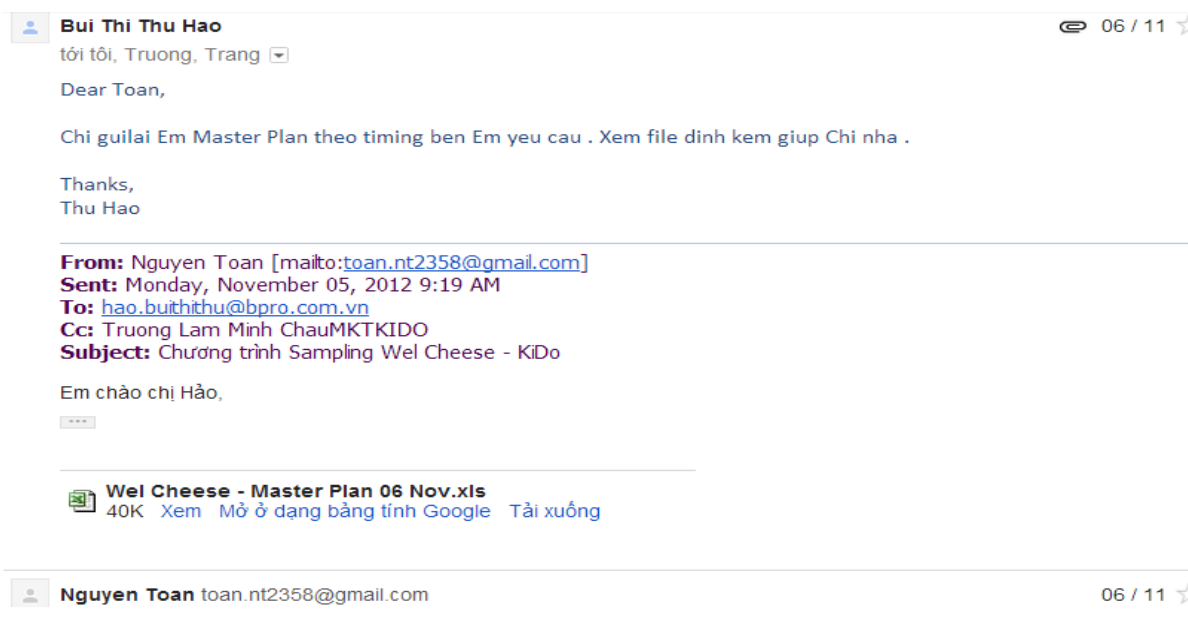 Bui Thi Thu Hao 06 / 11
tới tôi, Truong, Trang
Dear Toan,
Chi guilai Em Master Plan theo timing ben Em yeu cau . Xem file dinh kem giup Chi nha .
Thanks,
Thu Hao
From: Nguyen Toan [mailto:toan.nt2358@gmail.com]
Sent: Monday, November 05, 2012 9:19 AM
To: hao.buithithu@bpro.com.vn
Cc: Truong Lam Minh ChauMKTKIDO
Subject: Chương trình Sampling Wel Cheese - KiDo
Em chào chị Hảo,
Wel Cheese - Master Plan 06 Nov.xls
40K Xem Mở ở dạng bảng tính Google Tải xuống
Nguyen Toan toan.nt2358@gmail.com 06 / 11